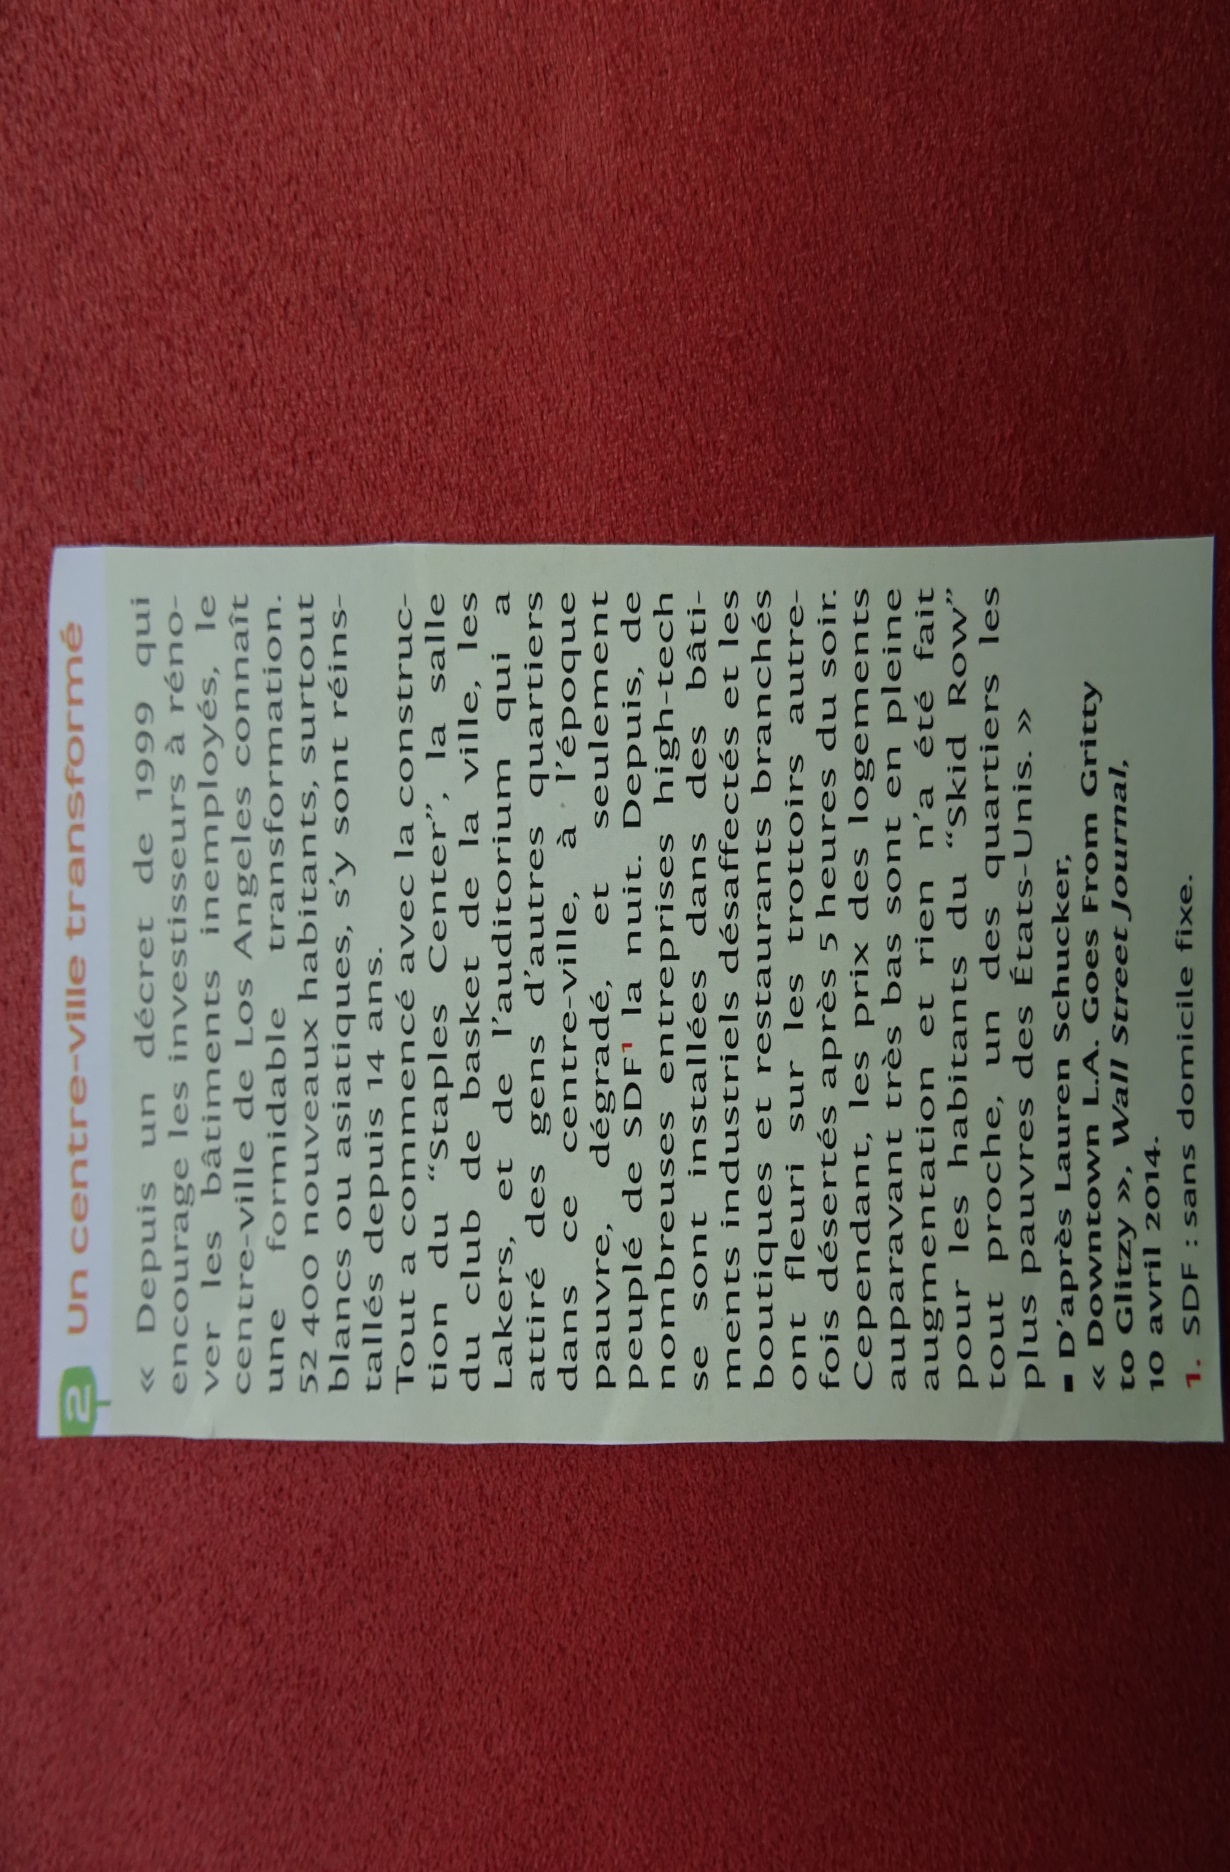 2 Un centre-ville transformé
« Depuis un décret de 1999 qui
encourage les investisseurs à réno-
ver les bâtiments inemployés, le
centre-ville de Los Angeles connaît
une formidable transformation.
52 400 nouveaux habitants, surtout
blancs ou asiatiques, s'y sont réins-
tallés depuis 14 ans.
Tout a commencé avec la construc-
tion du “Staples Center”, la salle
du club de basket de la ville, les
Lakers, et de l'auditorium qui a
attiré des gens d'autres quartiers
dans ce centre-ville, à l'époque
pauvre, dégradé, et seulement
peuplé de SDF¹ la nuit. Depuis, de
nombreuses entreprises high-tech
se sont installées dans des bâti-
ments industriels désaffectés et les
boutiques et restaurants branchés
ont fleuri sur les trottoirs autre-
fois désertés après 5 heures du soir.
Cependant, les prix des logements
auparavant très bas sont en pleine
augmentation et rien n'a été fait
pour les habitants du “Skid Row”
tout proche, un des quartiers les
plus pauvres des États-Unis. »
■ D'après Lauren Schucker,
« Downtown L.A. Goes From Gritty
to Glitzy », Wall Street Journal,
10 avril 2014.
1. SDF : sans domicile fixe.